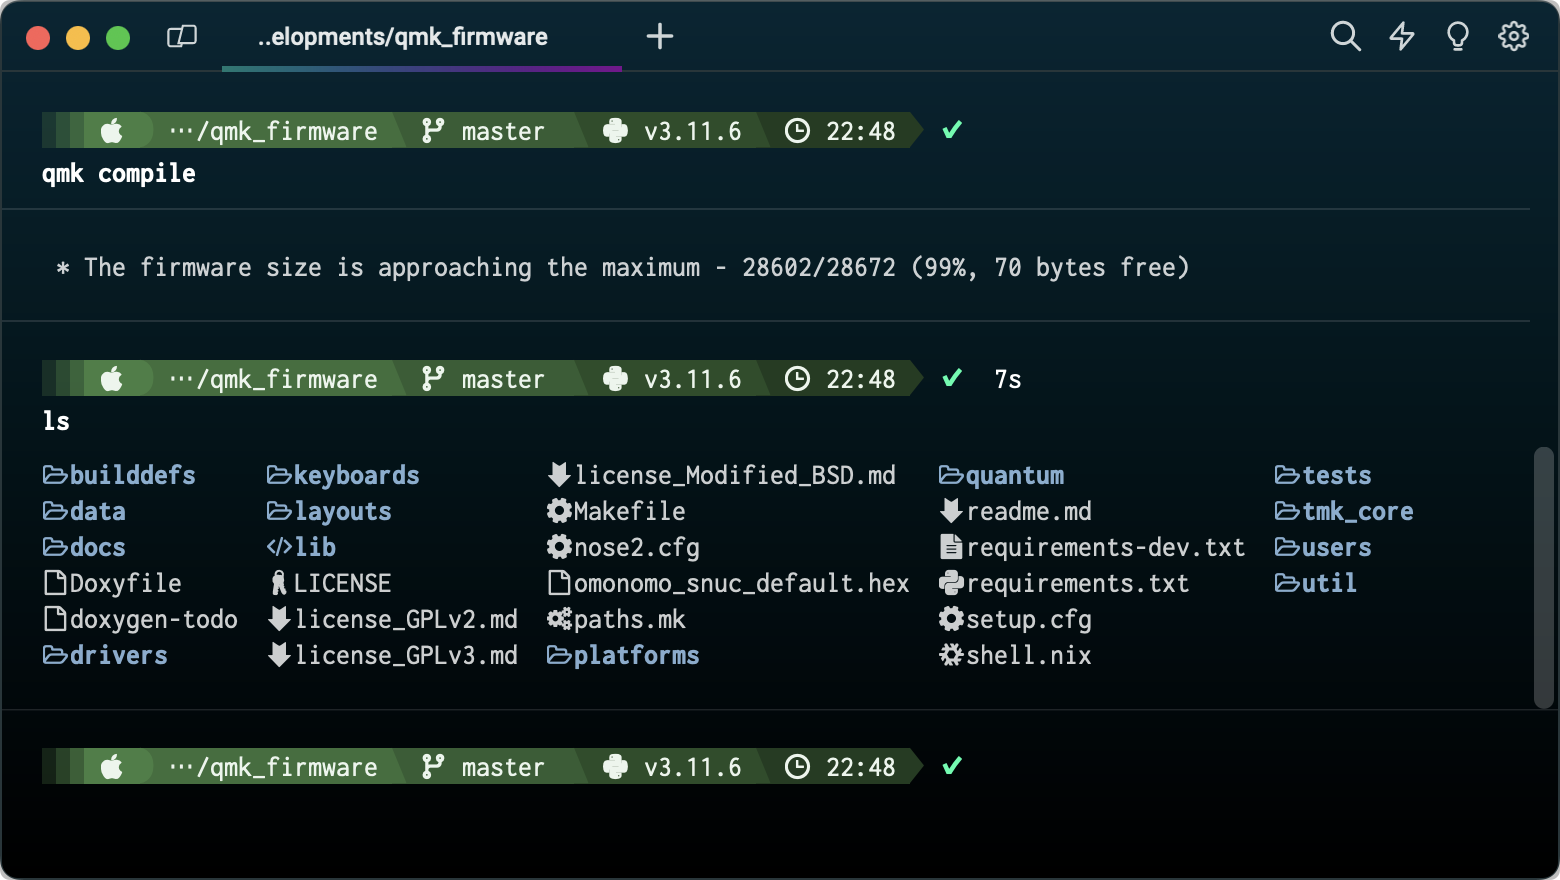 ..elopments/qmk_firmware
···/qmk_firmware master v3.11.6 22:48 ✔
qmk compile
* The firmware size is approaching the maximum - 28602/28672 (99%, 70 bytes free)
···/qmk_firmware master v3.11.6 22:48 ✔ 7s
ls
builddefs keyboards license_Modified_BSD.md quantum tests
data layouts Makefile readme.md tmk_core
docs lib nose2.cfg requirements-dev.txt users
Doxyfile LICENSE omonomo_snuc_default.hex requirements.txt util
doxygen-todo license_GPLv2.md paths.mk setup.cfg
drivers license_GPLv3.md platforms shell.nix
···/qmk_firmware master v3.11.6 22:48 ✔